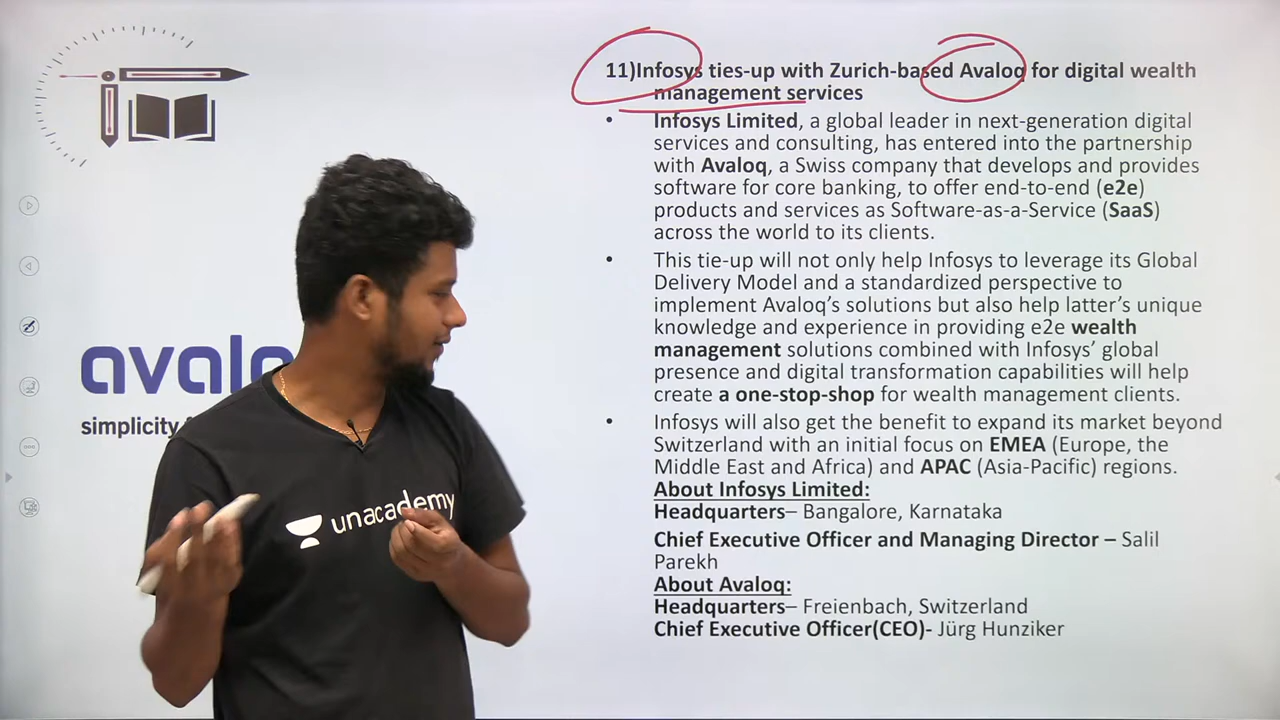 11)Infosys ties-up with Zurich-based Avaloq for digital wealth
management services
• Infosys Limited, a global leader in next-generation digital
services and consulting, has entered into the partnership
with Avaloq, a Swiss company that develops and provides
software for core banking, to offer end-to-end (e2e)
products and services as Software-as-a-Service (SaaS)
across the world to its clients.
• This tie-up will not only help Infosys to leverage its Global
Delivery Model and a standardized perspective to
implement Avaloq’s solutions but also help latter’s unique
knowledge and experience in providing e2e wealth
management solutions combined with Infosys’ global
presence and digital transformation capabilities will help
create a one-stop-shop for wealth management clients.
• Infosys will also get the benefit to expand its market beyond
Switzerland with an initial focus on EMEA (Europe, the
Middle East and Africa) and APAC (Asia-Pacific) regions.
About Infosys Limited:
Headquarters– Bangalore, Karnataka
Chief Executive Officer and Managing Director – Salil
Parekh
About Avaloq:
Headquarters– Freienbach, Switzerland
Chief Executive Officer(CEO)- Jürg Hunziker
avalo
simplicity
unacademy